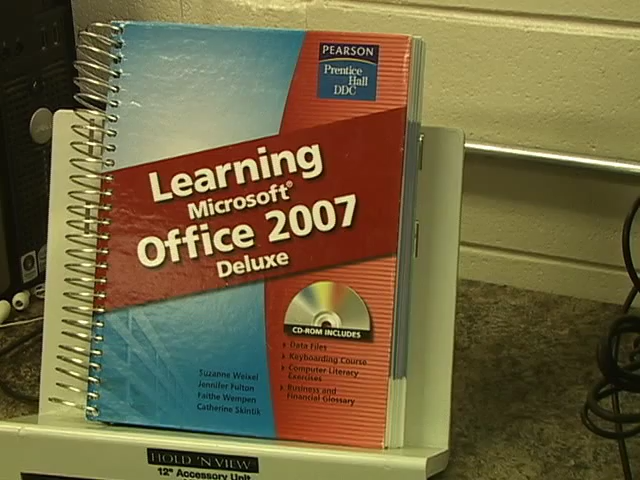 PEARSON
Prentice
Hall
DDC
Learning
Microsoft®
Office 2007
Deluxe
CD-ROM INCLUDES
Data Files
Keyboarding Course
Computer Literacy
Exercises
Business and
Financial Glossary
Suzanne Weixel
Jennifer Fulton
Faithe Wempen
Catherine Skintik
HOLD 'N VIEW
12" Accessory Unit